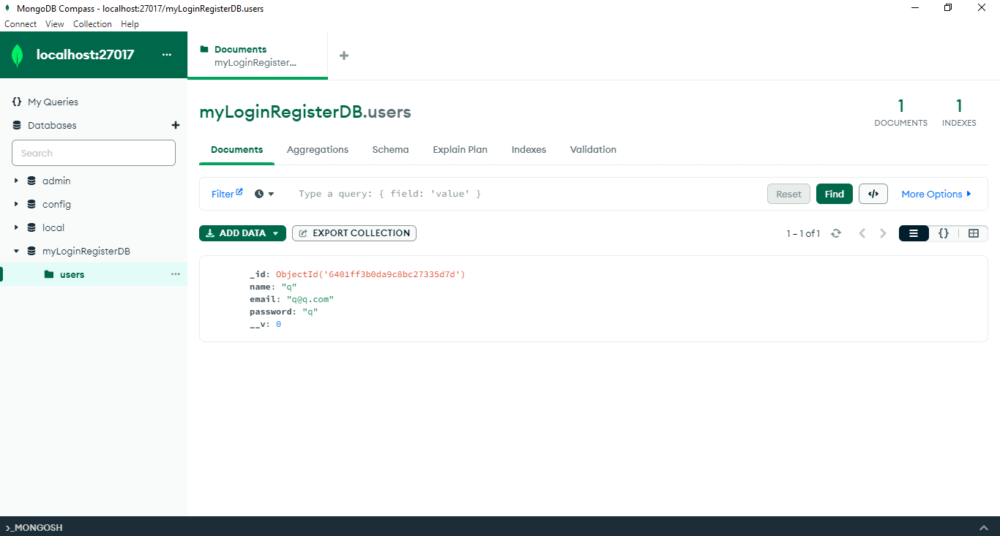 MongoDB Compass - localhost:27017/myLoginRegisterDB.users
Connect View Collection Help
localhost:27017 ...
Documents
myLoginRegister...
+
{} My Queries
Databases +
Search
admin
config
local
myLoginRegisterDB
users ...
myLoginRegisterDB.users
1
DOCUMENTS
1
INDEXES
Documents Aggregations Schema Explain Plan Indexes Validation
Filter Type a query: { field: 'value' } Reset Find </> More Options
ADD DATA EXPORT COLLECTION 1 – 1 of 1 {}
_id: ObjectId('6401ff3b0da9c8bc27335d7d')
name: "q"
email: "q@q.com"
password: "q"
__v: 0
>_MONGOSH